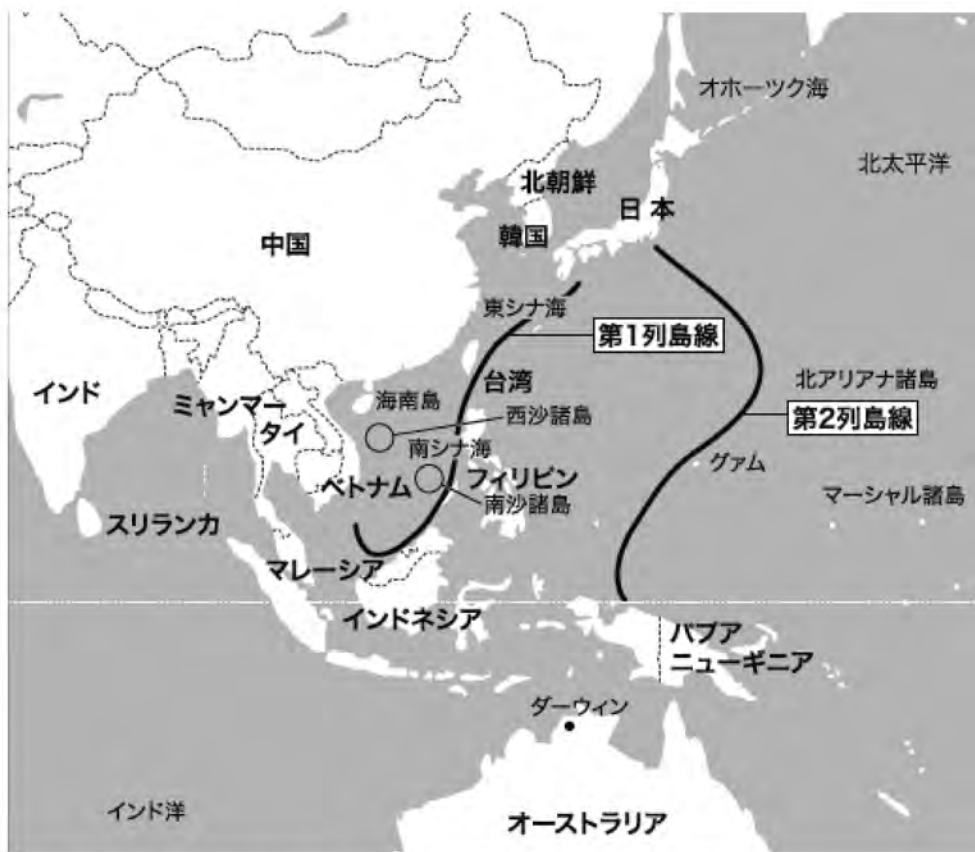 オホーツク海
北太平洋
北朝鮮
日本
韓国
中国
東シナ海
第1列島線
台湾
北アリアナ諸島
第2列島線
インド
ミャンマー
タイ
海南島
西沙諸島
南シナ海
グァム
ベトナム
フィリピン
南沙諸島
マーシャル諸島
スリランカ
マレーシア
インドネシア
パプア
ニューギニア
ダーウィン
インド洋
オーストラリア